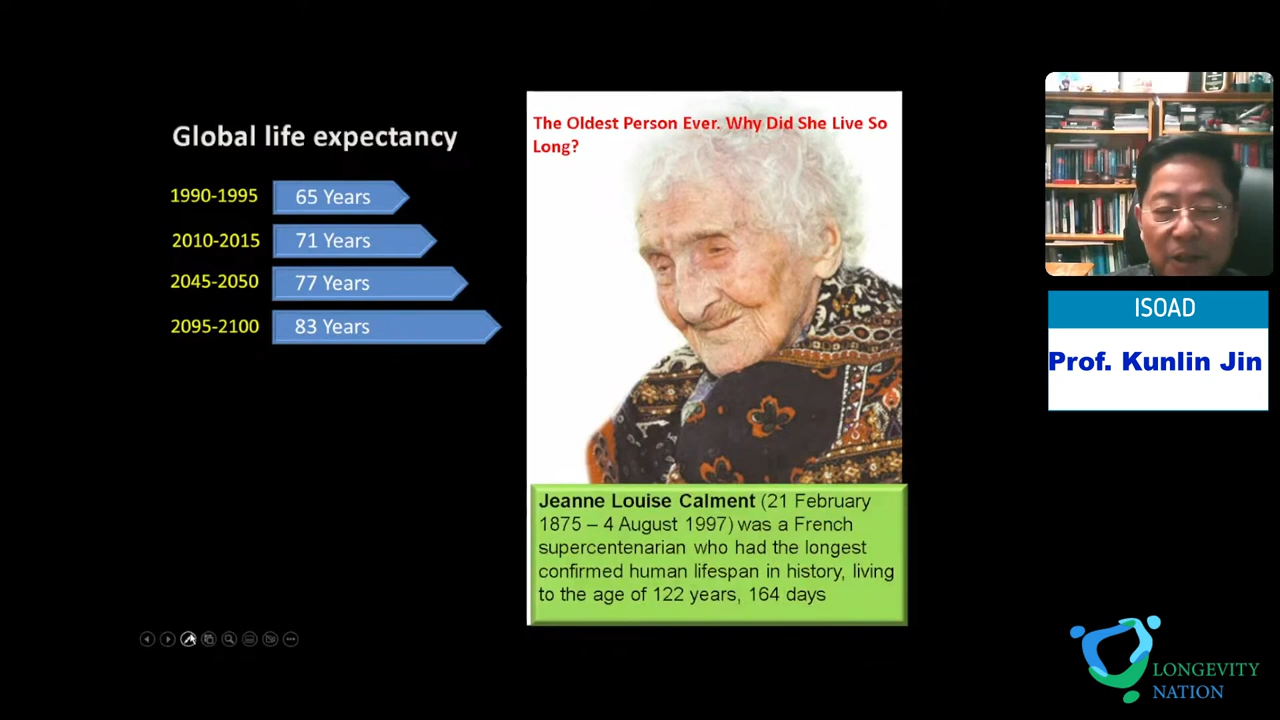 Global life expectancy
1990-1995
65 Years
2010-2015
71 Years
2045-2050
77 Years
2095-2100
83 Years
The Oldest Person Ever. Why Did She Live So
Long?
Jeanne Louise Calment (21 February
1875 – 4 August 1997) was a French
supercentenarian who had the longest
confirmed human lifespan in history, living
to the age of 122 years, 164 days
ISOAD
Prof. Kunlin Jin
LONGEVITY
NATION